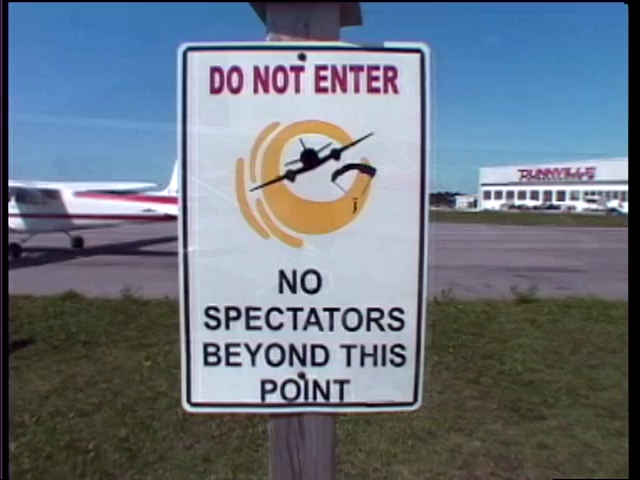 DO NOT ENTER
NO
SPECTATORS
BEYOND THIS
POINT